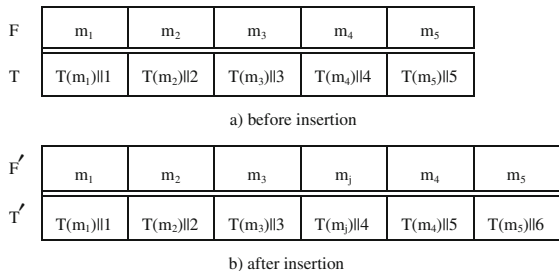 F m₁ m₂ m₃ m₄ m₅
T T(m₁)||1 T(m₂)||2 T(m₃)||3 T(m₄)||4 T(m₅)||5
a) before insertion
F′ m₁ m₂ m₃ mⱼ m₄ m₅
T′ T(m₁)||1 T(m₂)||2 T(m₃)||3 T(mⱼ)||4 T(m₄)||5 T(m₅)||6
b) after insertion